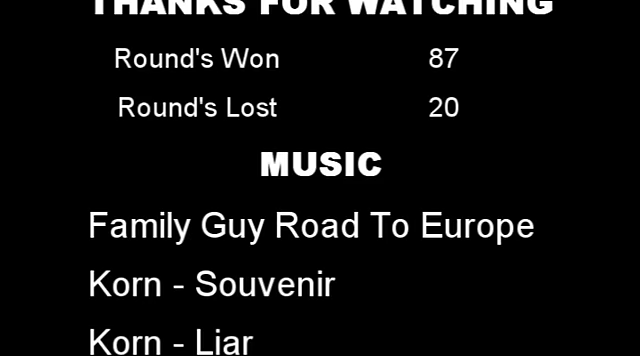 THANKS FOR WATCHING
Round's Won 87
Round's Lost 20
MUSIC
Family Guy Road To Europe
Korn - Souvenir
Korn - Liar